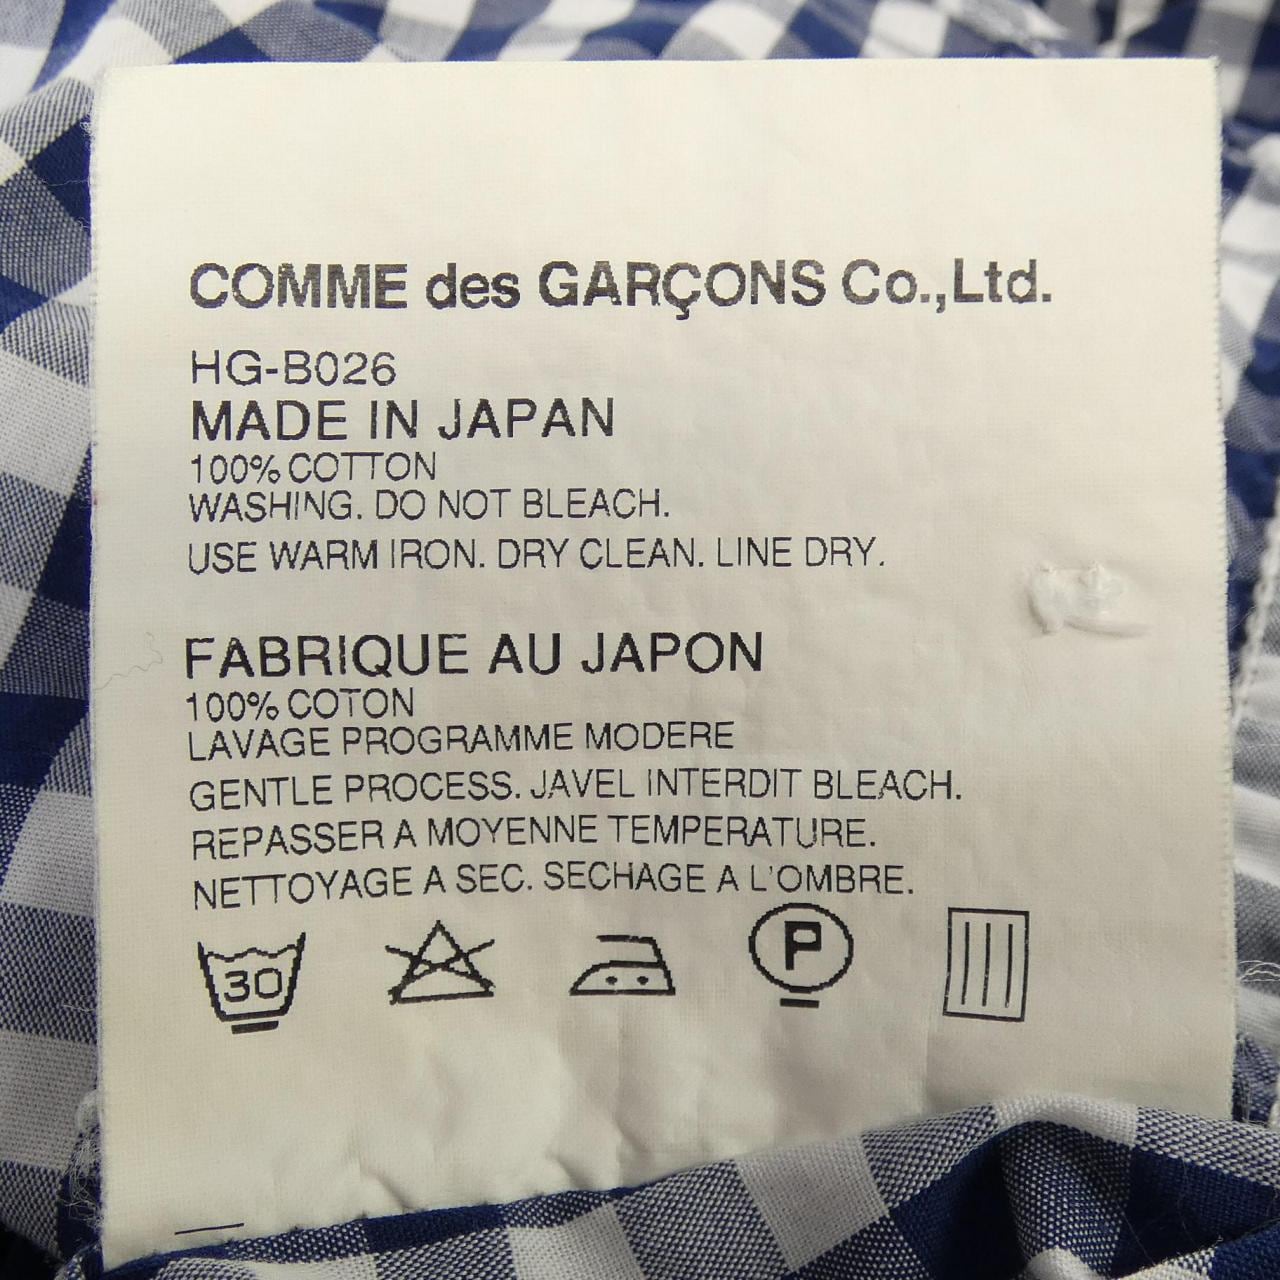 COMME des GARÇONS Co.,Ltd.
HG-B026
MADE IN JAPAN
100% COTTON
WASHING. DO NOT BLEACH.
USE WARM IRON. DRY CLEAN. LINE DRY.
FABRIQUE AU JAPON
100% COTON
LAVAGE PROGRAMME MODERE
GENTLE PROCESS. JAVEL INTERDIT BLEACH.
REPASSER A MOYENNE TEMPERATURE.
NETTOYAGE A SEC. SECHAGE A L'OMBRE.
30 P